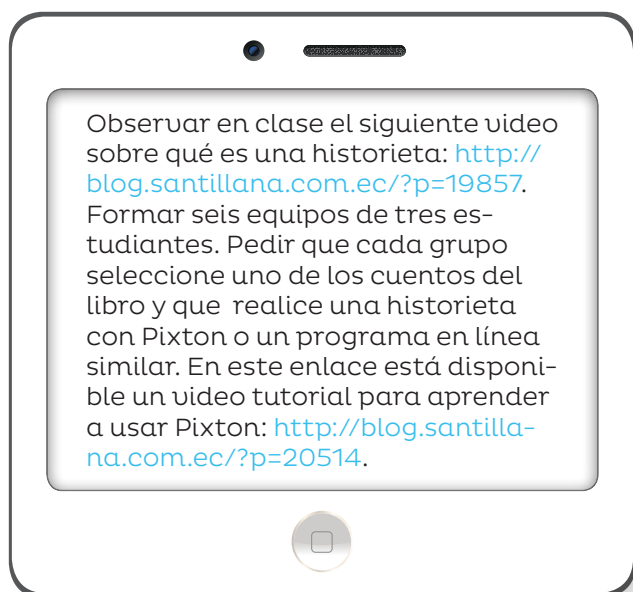 Observar en clase el siguiente video
sobre qué es una historieta: http://
blog.santillana.com.ec/?p=19857.
Formar seis equipos de tres es-
tudiantes. Pedir que cada grupo
seleccione uno de los cuentos del
libro y que realice una historieta
con Pixton o un programa en línea
similar. En este enlace está disponi-
ble un video tutorial para aprender
a usar Pixton: http://blog.santilla-
na.com.ec/?p=20514.